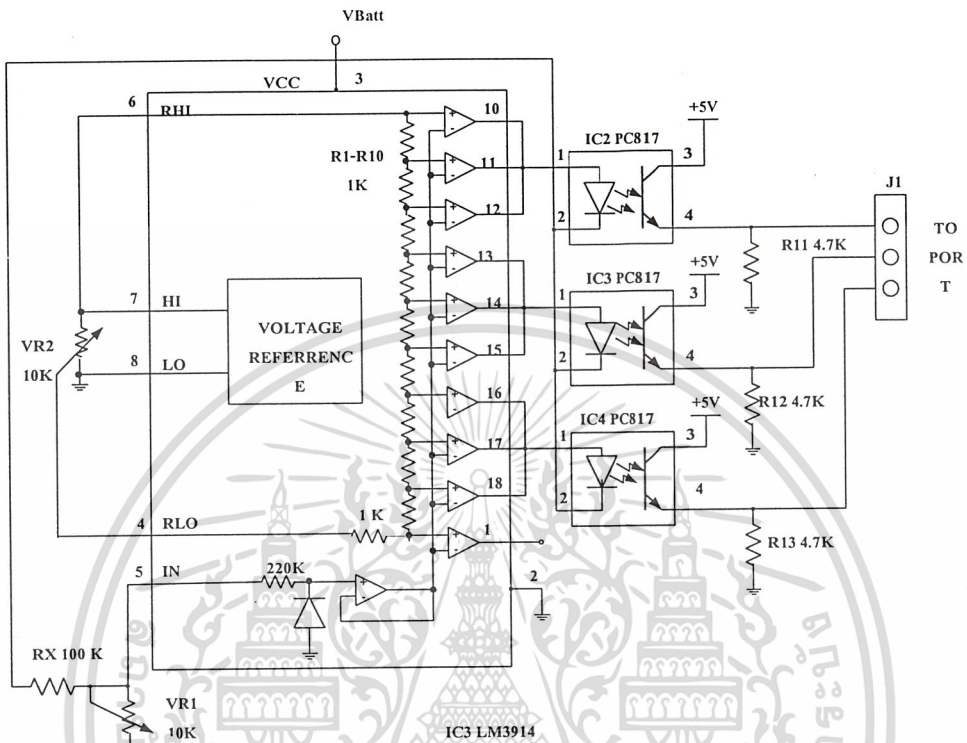 VBatt
VCC 3
6 RHI
10
R1-R10
1K
11
12
13
14
15
16
17
18
1
7 HI
8 LO
VR2
10K
VOLTAGE
REFERRENC
E
4 RLO
1 K
5 IN
220K
2
RX 100 K
VR1
10K
IC3 LM3914
+5V
IC2 PC817
1
2
3
4
R11 4.7K
+5V
IC3 PC817
1
2
3
4
R12 4.7K
+5V
IC4 PC817
1
2
3
4
R13 4.7K
J1
TO
POR
T